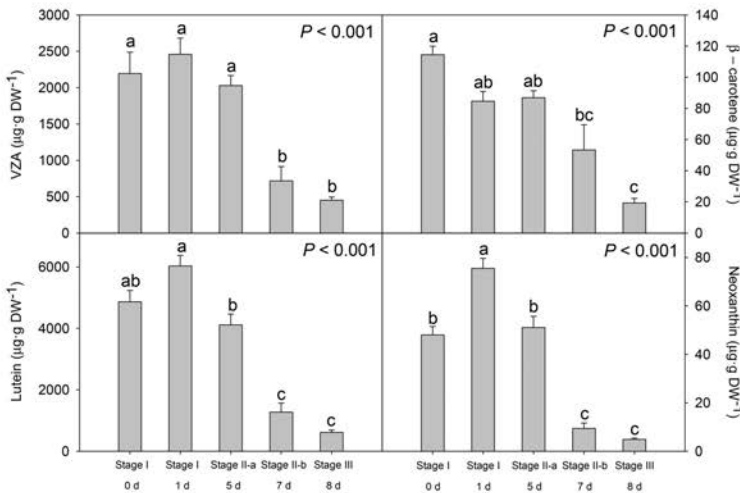 3000
2500
2000
1500
1000
500
0
VZA (µg·g DW⁻¹)
a
a
a
b
b
P < 0.001
140
120
100
80
60
40
20
0
β – carotene (µg·g DW⁻¹)
a
ab
ab
bc
c
P < 0.001
6000
4000
2000
0
Lutein (µg·g DW⁻¹)
ab
a
b
c
c
P < 0.001
80
60
40
20
0
Neoxanthin (µg·g DW⁻¹)
b
a
b
c
c
P < 0.001
Stage I Stage I Stage II-a Stage II-b Stage III
0 d 1 d 5 d 7 d 8 d
Stage I Stage I Stage II-a Stage II-b Stage III
0 d 1 d 5 d 7 d 8 d